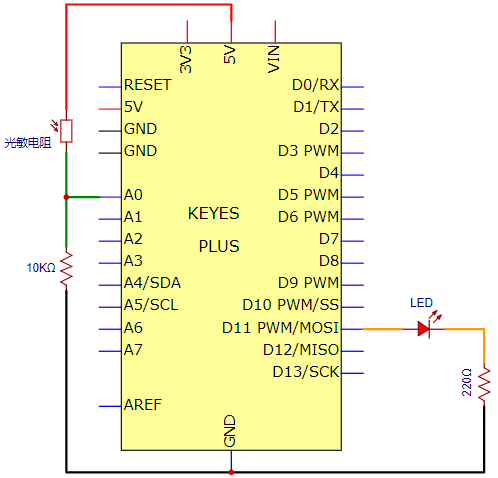 3V3
5V
VIN
RESET
5V
GND
GND
A0
A1
A2
A3
A4/SDA
A5/SCL
A6
A7
AREF
KEYES
PLUS
D0/RX
D1/TX
D2
D3 PWM
D4
D5 PWM
D6 PWM
D7
D8
D9 PWM
D10 PWM/SS
D11 PWM/MOSI
D12/MISO
D13/SCK
GND
光敏电阻
10KΩ
LED
220Ω